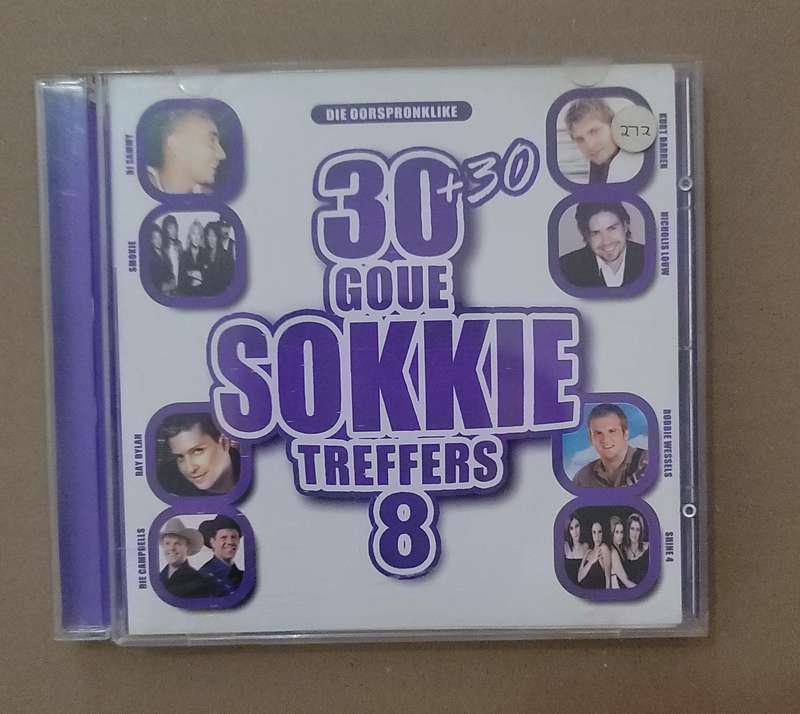 DIE OORSPRONKLIKE
30 +30
GOUE
SOKKIE
TREFFERS
8
DJ SAMMY
SMOKIE
RAY DYLAN
DIE CAMPBELLS
KURT DARREN
NICHOLIS LOUW
ROBBIE WESSELS
SHINE 4
272